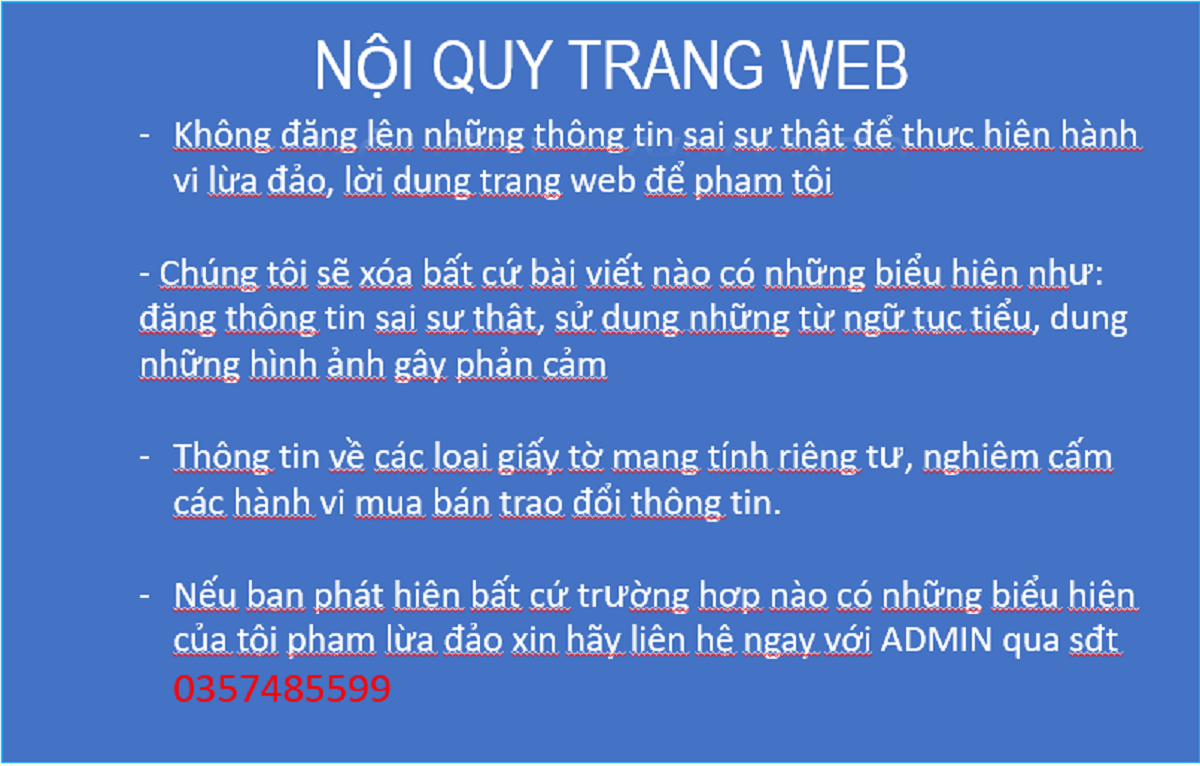 NỘI QUY TRANG WEB
- Không đăng lên những thông tin sai sự thật để thực hiện hành
vi lừa đảo, lời dụng trang web để phạm tội
- Chúng tôi sẽ xóa bất cứ bài viết nào có những biểu hiện như:
đăng thông tin sai sự thật, sử dụng những từ ngữ tục tiểu, dung
những hình ảnh gây phản cảm
- Thông tin về các loại giấy tờ mang tính riêng tư, nghiêm cấm
các hành vi mua bán trao đổi thông tin.
- Nếu bạn phát hiện bất cứ trường hợp nào có những biểu hiện
của tội phạm lừa đảo xin hãy liên hệ ngay với ADMIN qua sđt
0357485599